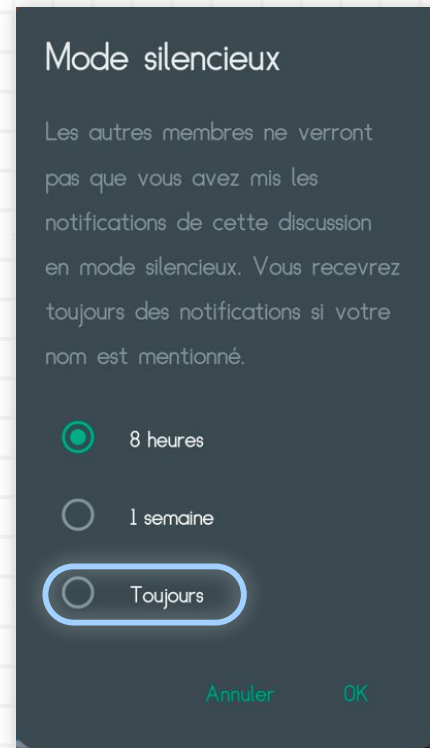 Mode silencieux
Les autres membres ne verront
pas que vous avez mis les
notifications de cette discussion
en mode silencieux. Vous recevrez
toujours des notifications si votre
nom est mentionné.
8 heures
1 semaine
Toujours
Annuler OK